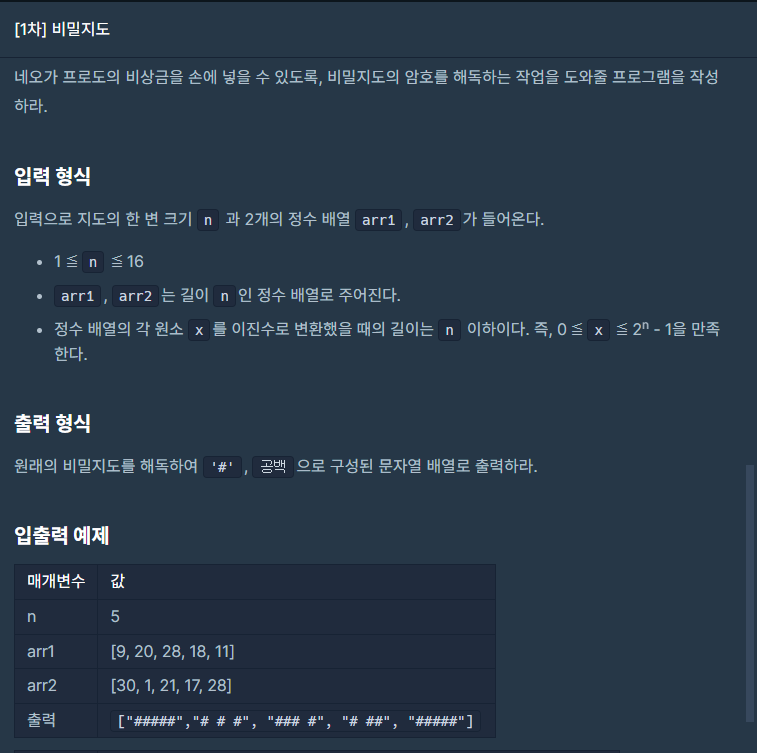 [1차] 비밀지도
네오가 프로도의 비상금을 손에 넣을 수 있도록, 비밀지도의 암호를 해독하는 작업을 도와줄 프로그램을 작성
하라.
입력 형식
입력으로 지도의 한 변 크기 n 과 2개의 정수 배열 arr1 , arr2 가 들어온다.
• 1 ≦ n ≦ 16
• arr1 , arr2 는 길이 n 인 정수 배열로 주어진다.
• 정수 배열의 각 원소 x 를 이진수로 변환했을 때의 길이는 n 이하이다. 즉, 0 ≦ x ≦ 2ⁿ - 1을 만족
한다.
출력 형식
원래의 비밀지도를 해독하여 '#' , 공백 으로 구성된 문자열 배열로 출력하라.
입출력 예제
매개변수 값
n 5
arr1 [9, 20, 28, 18, 11]
arr2 [30, 1, 21, 17, 28]
출력 ["#####","# # #", "### #", "# ##", "#####"]